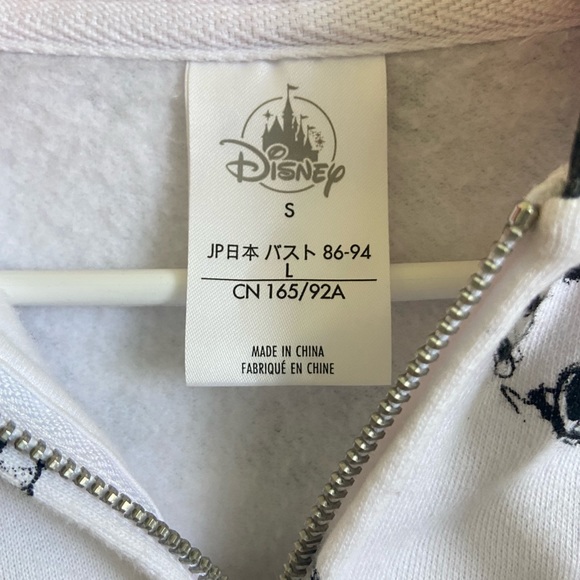 Disney
S
JP日本 バスト 86-94
L
CN 165/92A
MADE IN CHINA
FABRIQUÉ EN CHINE